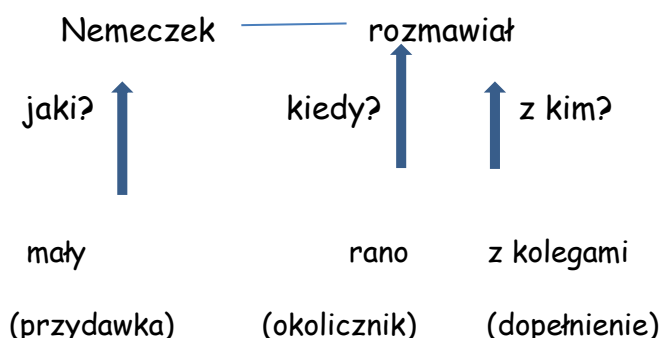 Nemeczek rozmawiał
jaki? kiedy? z kim?
mały rano z kolegami
(przydawka) (okolicznik) (dopełnienie)